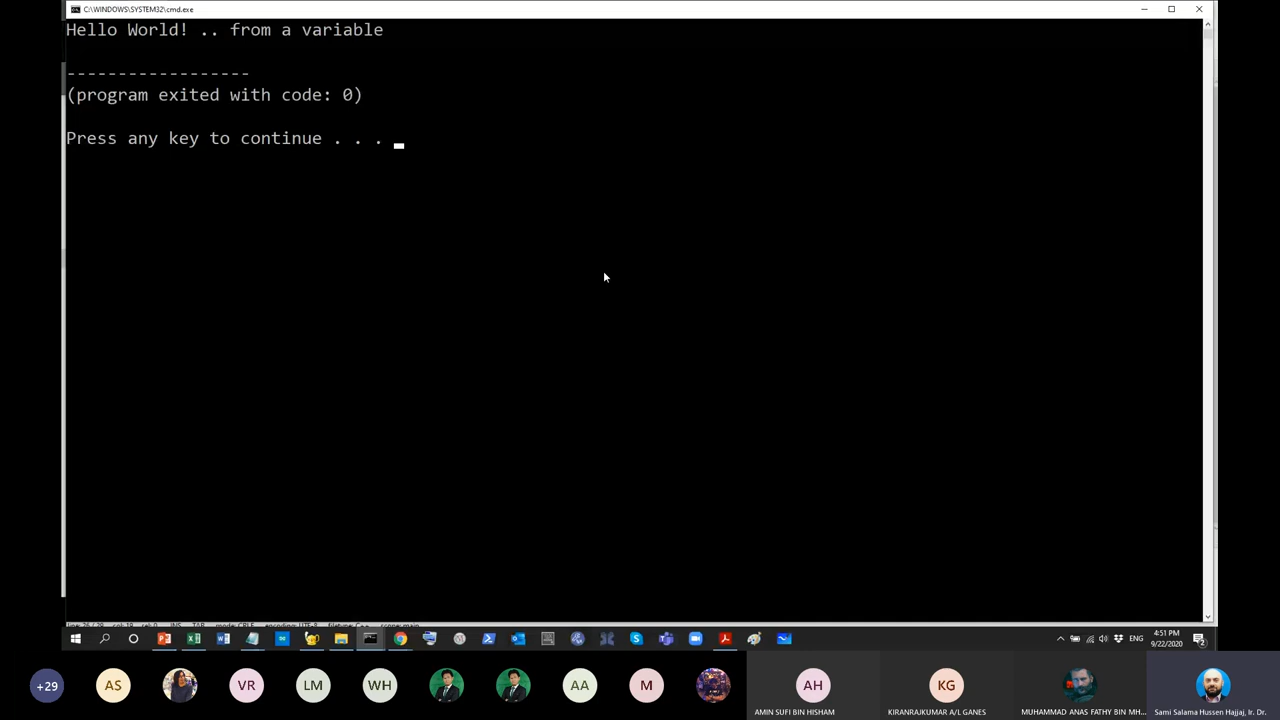 C:\WINDOWS\SYSTEM32\cmd.exe
Hello World! .. from a variable
------------------
(program exited with code: 0)
Press any key to continue . . .
ENG
4:51 PM
9/22/2020
2
+29
AS
VR
LM
WH
AA
M
AH
KG
AMIN SUFI BIN HISHAM
KIRANRAJKUMAR A/L GANES
MUHAMMAD ANAS FATHY BIN MH...
Sami Salama Hussen Hajjaj, Ir. Dr.